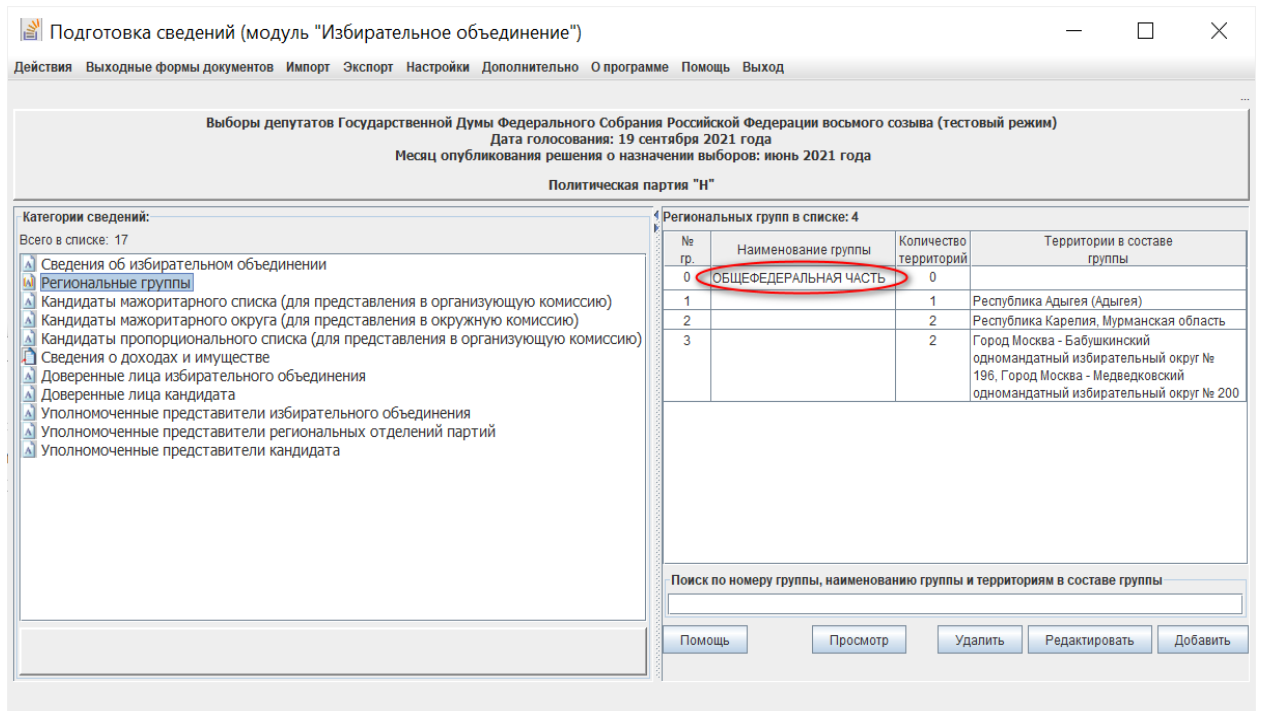 Подготовка сведений (модуль "Избирательное объединение")
Действия Выходные формы документов Импорт Экспорт Настройки Дополнительно О программе Помощь Выход
...
Выборы депутатов Государственной Думы Федерального Собрания Российской Федерации восьмого созыва (тестовый режим)
Дата голосования: 19 сентября 2021 года
Месяц опубликования решения о назначении выборов: июнь 2021 года
Политическая партия "Н"
Категории сведений:
Всего в списке: 17
Сведения об избирательном объединении
Региональные группы
Кандидаты мажоритарного списка (для представления в организующую комиссию)
Кандидаты мажоритарного округа (для представления в окружную комиссию)
Кандидаты пропорционального списка (для представления в организующую комиссию)
Сведения о доходах и имуществе
Доверенные лица избирательного объединения
Доверенные лица кандидата
Уполномоченные представители избирательного объединения
Уполномоченные представители региональных отделений партий
Уполномоченные представители кандидата
Региональных групп в списке: 4
№ гр. Наименование группы Количество территорий Территории в составе группы
0 ОБЩЕФЕДЕРАЛЬНАЯ ЧАСТЬ 0
1 1 Республика Адыгея (Адыгея)
2 2 Республика Карелия, Мурманская область
3 2 Город Москва - Бабушкинский
одномандатный избирательный округ №
196, Город Москва - Медведковский
одномандатный избирательный округ № 200
Поиск по номеру группы, наименованию группы и территориям в составе группы
Помощь Просмотр Удалить Редактировать Добавить